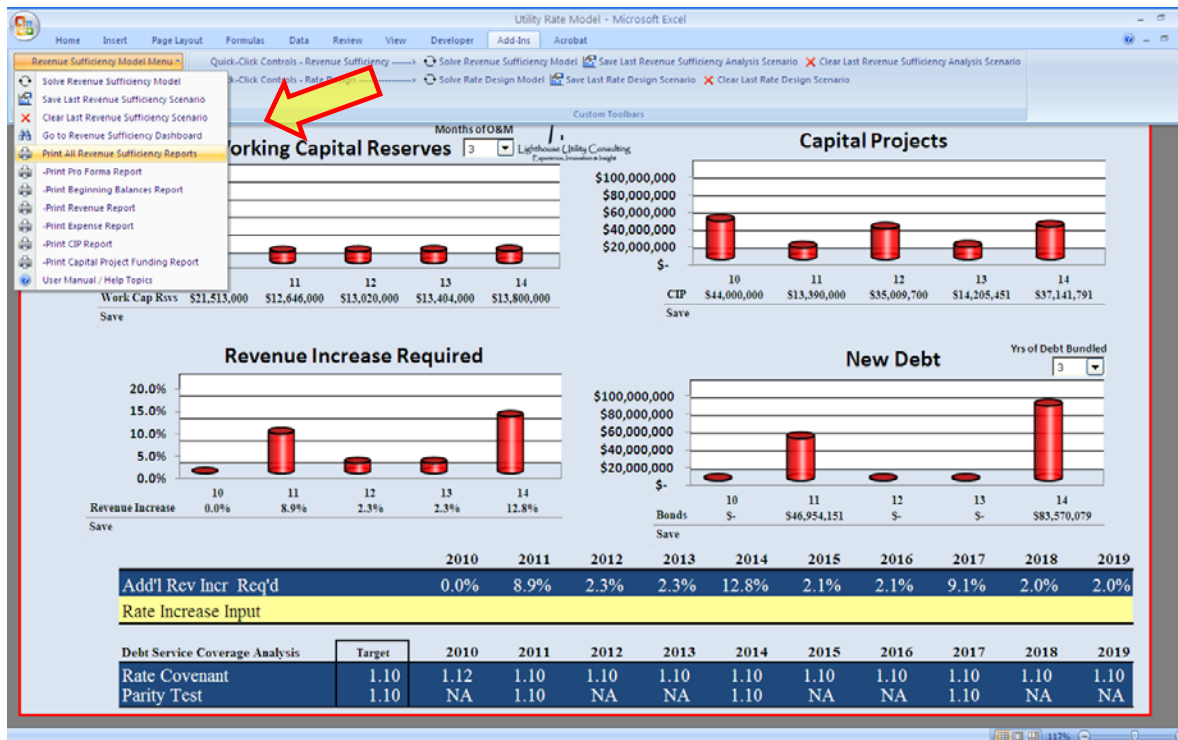 Utility Rate Model - Microsoft Excel
Home Insert Page Layout Formulas Data Review View Developer Add-Ins Acrobat
Revenue Sufficiency Model Menu Quick-Click Controls - Revenue Sufficiency ------> Solve Revenue Sufficiency Model Save Last Revenue Sufficiency Analysis Scenario Clear Last Revenue Sufficiency Analysis Scenario
-Click Controls - Rate Design Solve Rate Design Model Save Last Rate Design Scenario Clear Last Rate Design Scenario
Custom Toolbars
Solve Revenue Sufficiency Model
Save Last Revenue Sufficiency Scenario
Clear Last Revenue Sufficiency Scenario
Go to Revenue Sufficiency Dashboard
Print All Revenue Sufficiency Reports
-Print Pro Forma Report
-Print Beginning Balances Report
-Print Revenue Report
-Print Expense Report
-Print CIP Report
-Print Capital Project Funding Report
User Manual / Help Topics
orking Capital Reserves
Months of O&M
3
Lighthouse Utility Consulting
Experience, Innovation & Insight
11 12 13 14
Work Cap Rsvs $21,513,000 $12,646,000 $13,020,000 $13,404,000 $13,800,000
Save
Capital Projects
$100,000,000
$80,000,000
$60,000,000
$40,000,000
$20,000,000
$-
10 11 12 13 14
CIP $44,000,000 $13,390,000 $35,009,700 $14,205,451 $37,141,791
Save
Revenue Increase Required
20.0%
15.0%
10.0%
5.0%
0.0%
10 11 12 13 14
Revenue Increase 0.0% 8.9% 2.3% 2.3% 12.8%
Save
New Debt
Yrs of Debt Bundled
3
$100,000,000
$80,000,000
$60,000,000
$40,000,000
$20,000,000
$-
10 11 12 13 14
Bonds $- $46,954,151 $- $- $83,570,079
Save
2010 2011 2012 2013 2014 2015 2016 2017 2018 2019
Add'l Rev Incr Req'd 0.0% 8.9% 2.3% 2.3% 12.8% 2.1% 2.1% 9.1% 2.0% 2.0%
Rate Increase Input
Debt Service Coverage Analysis Target 2010 2011 2012 2013 2014 2015 2016 2017 2018 2019
Rate Covenant 1.10 1.12 1.10 1.10 1.10 1.10 1.10 1.10 1.10 1.10 1.10
Parity Test 1.10 NA 1.10 NA NA 1.10 NA NA 1.10 NA NA
117%